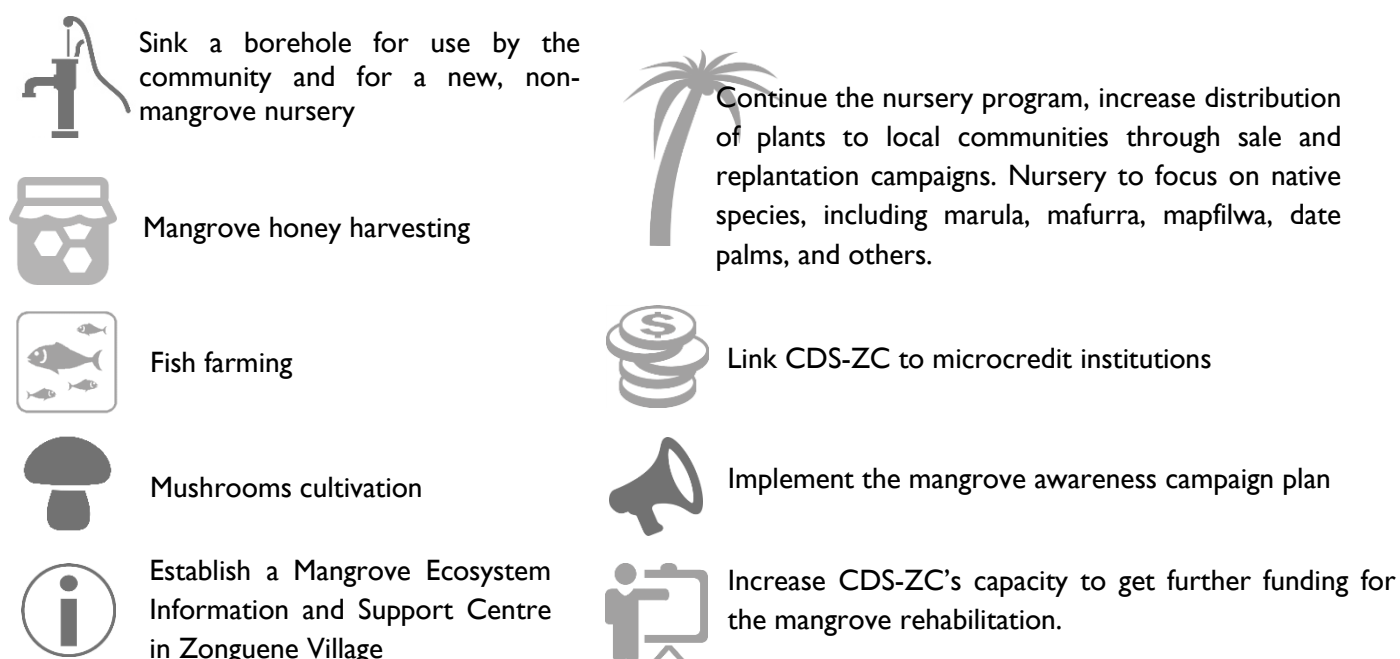 Sink a borehole for use by the
community and for a new, non-
mangrove nursery
Mangrove honey harvesting
Fish farming
Mushrooms cultivation
Establish a Mangrove Ecosystem
Information and Support Centre
in Zonguene Village
Continue the nursery program, increase distribution
of plants to local communities through sale and
replantation campaigns. Nursery to focus on native
species, including marula, mafurra, mapfilwa, date
palms, and others.
$
Link CDS-ZC to microcredit institutions
Implement the mangrove awareness campaign plan
Increase CDS-ZC's capacity to get further funding for
the mangrove rehabilitation.